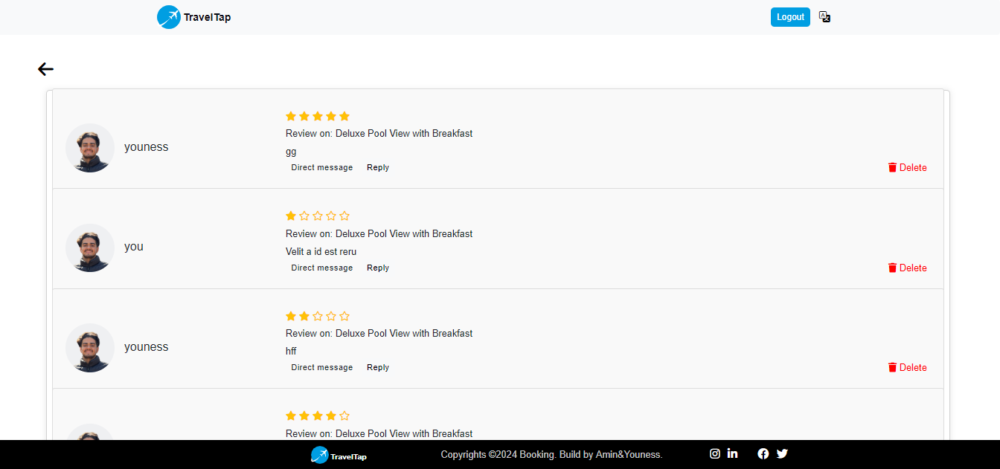 TravelTap
Logout
youness
Review on: Deluxe Pool View with Breakfast
gg
Direct message Reply
Delete
you
Review on: Deluxe Pool View with Breakfast
Velit a id est reru
Direct message Reply
Delete
youness
Review on: Deluxe Pool View with Breakfast
hff
Direct message Reply
Delete
Review on: Deluxe Pool View with Breakfast
TravelTap
Copyrights ©2024 Booking. Build by Amin&Youness.